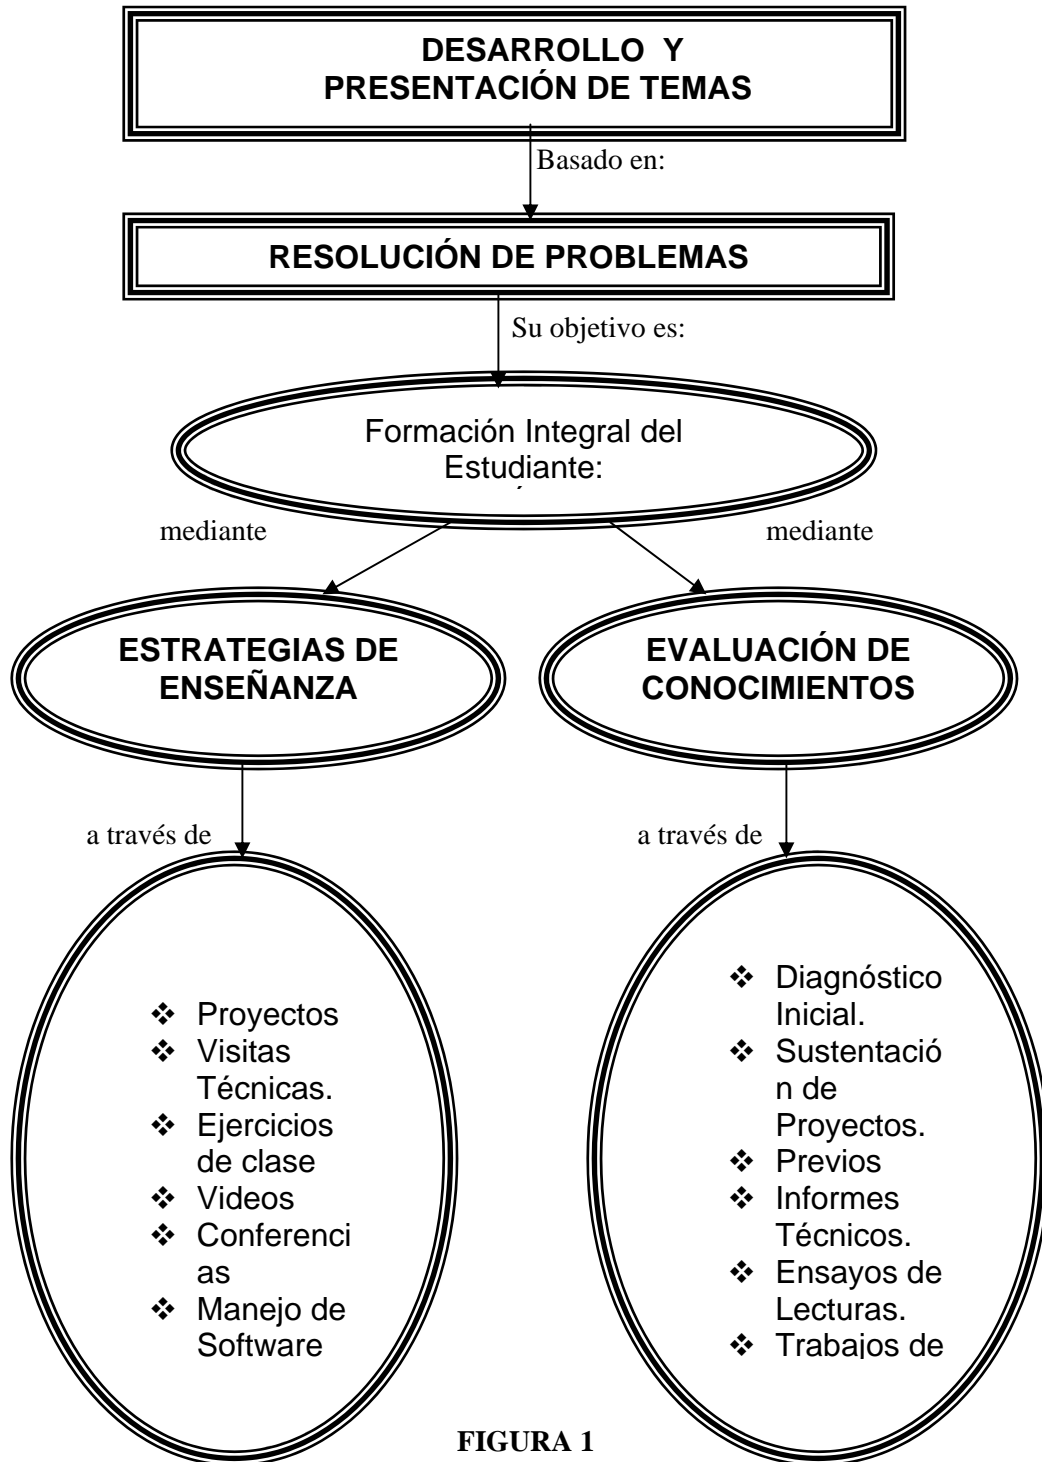 DESARROLLO Y
PRESENTACIÓN DE TEMAS
Basado en:
RESOLUCIÓN DE PROBLEMAS
Su objetivo es:
Formación Integral del
Estudiante:
mediante
mediante
ESTRATEGIAS DE
ENSEÑANZA
EVALUACIÓN DE
CONOCIMIENTOS
a través de
a través de
❖ Proyectos
❖ Visitas
Técnicas.
❖ Ejercicios
de clase
❖ Videos
❖ Conferenci
as
❖ Manejo de
Software
❖ Diagnóstico
Inicial.
❖ Sustentació
n de
Proyectos.
❖ Previos
❖ Informes
Técnicos.
❖ Ensayos de
Lecturas.
❖ Trabajos de
FIGURA 1